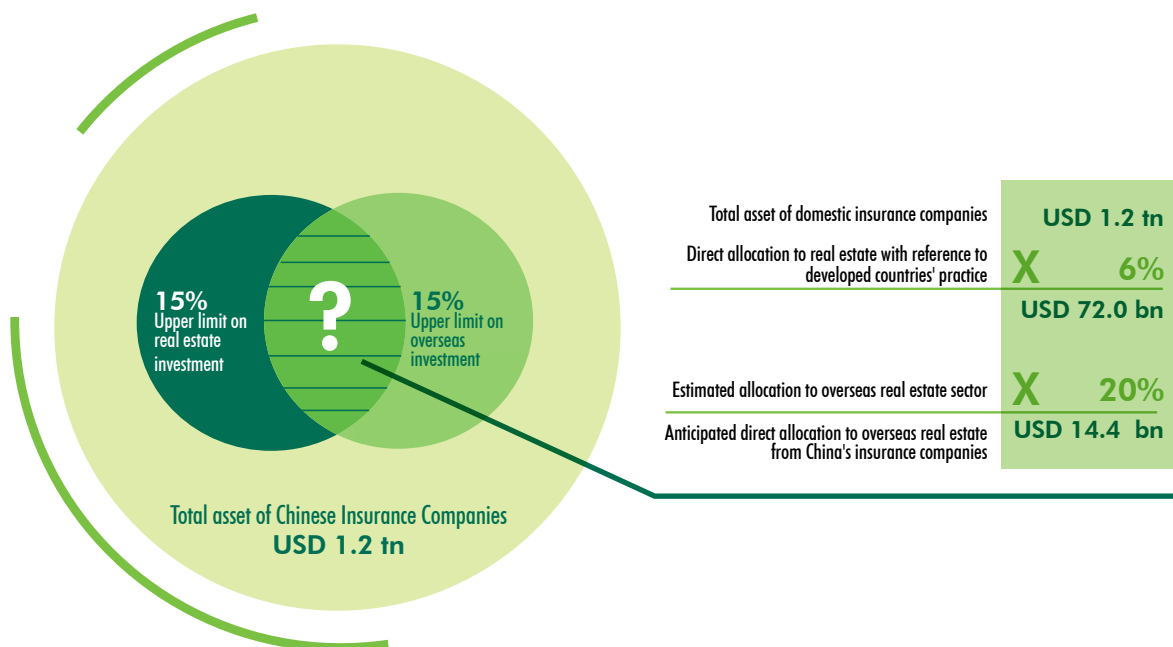 15%
Upper limit on
real estate
investment
?
15%
Upper limit on
overseas
investment
Total asset of Chinese Insurance Companies
USD 1.2 tn
Total asset of domestic insurance companies USD 1.2 tn
Direct allocation to real estate with reference to
developed countries' practice X 6%
USD 72.0 bn
Estimated allocation to overseas real estate sector X 20%
Anticipated direct allocation to overseas real estate
from China's insurance companies USD 14.4 bn